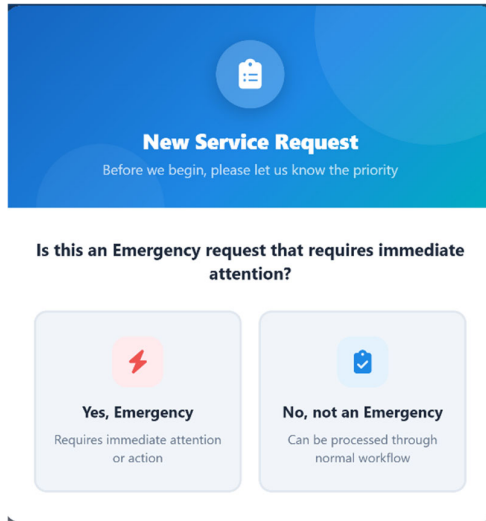 New Service Request
Before we begin, please let us know the priority
Is this an Emergency request that requires immediate
attention?
Yes, Emergency
Requires immediate attention
or action
No, not an Emergency
Can be processed through
normal workflow